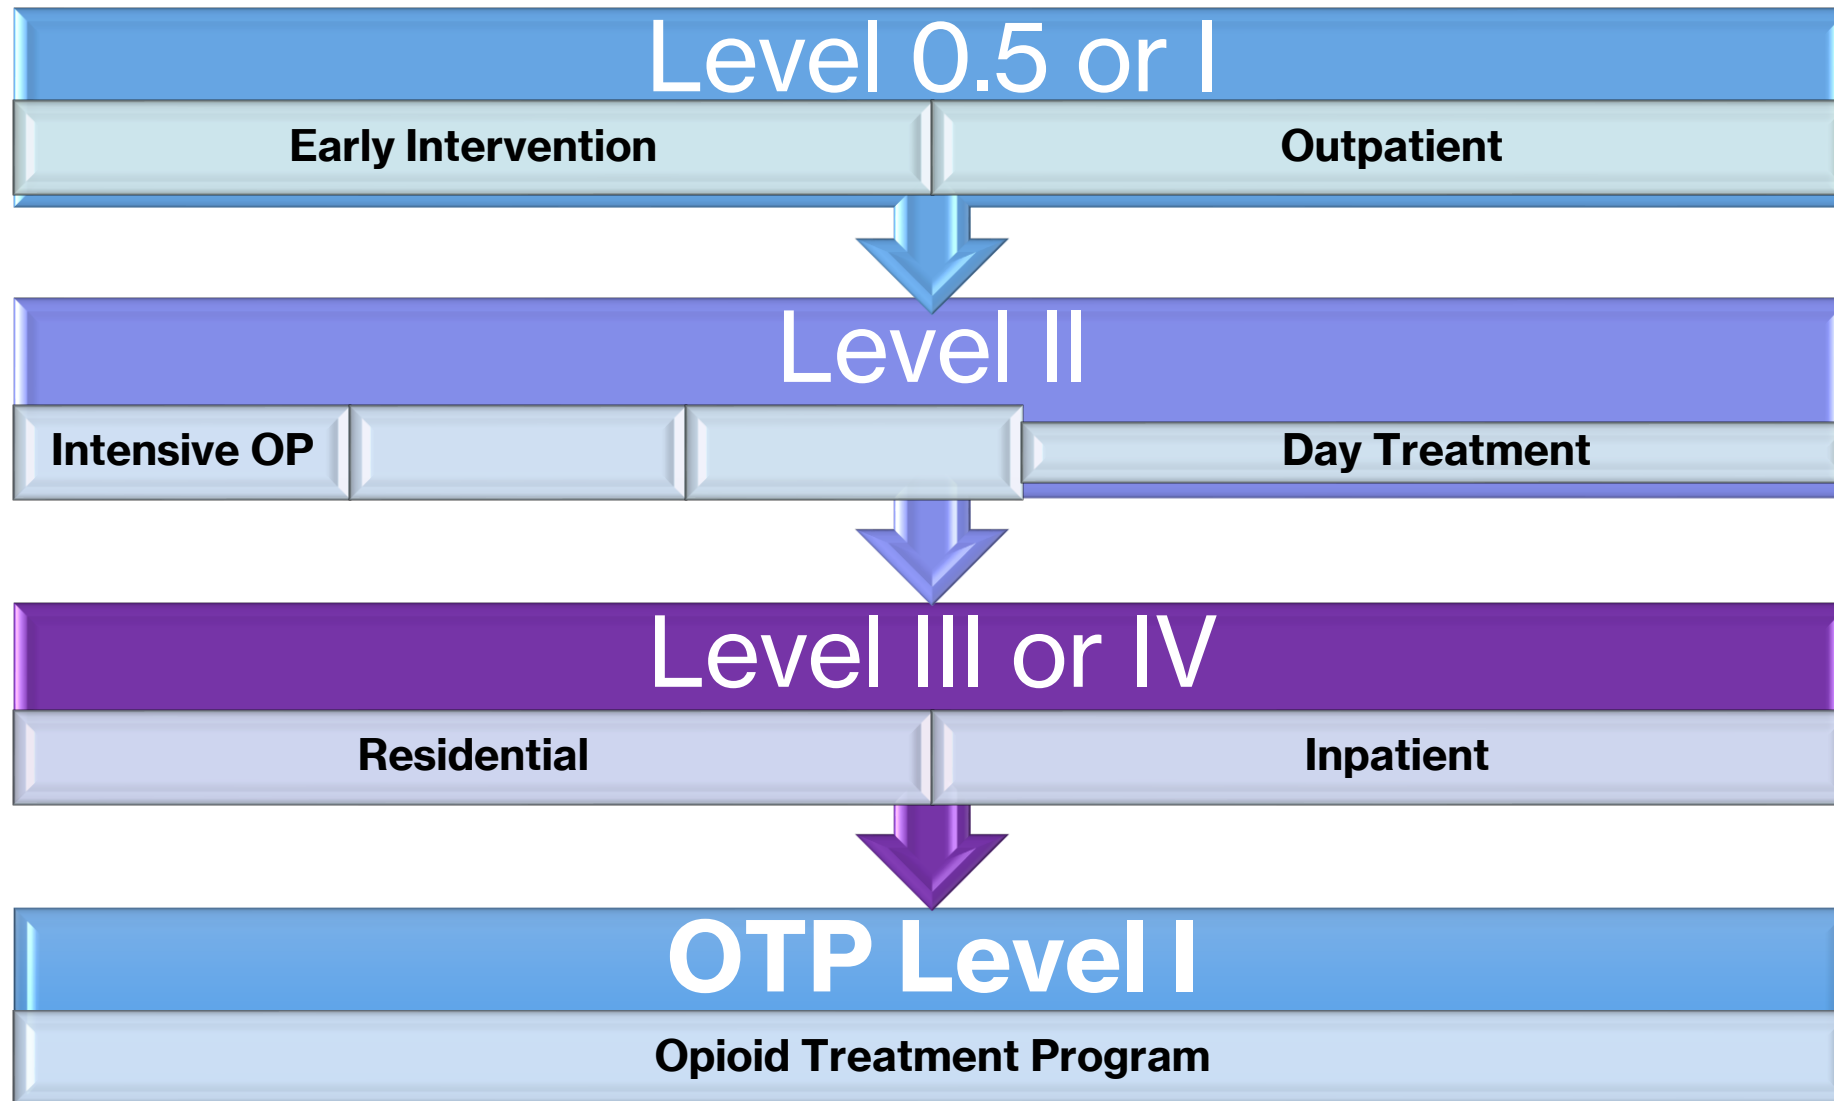 Level 0.5 or I
Early Intervention
Outpatient
Level II
Intensive OP
Day Treatment
Level III or IV
Residential
Inpatient
OTP Level I
Opioid Treatment Program